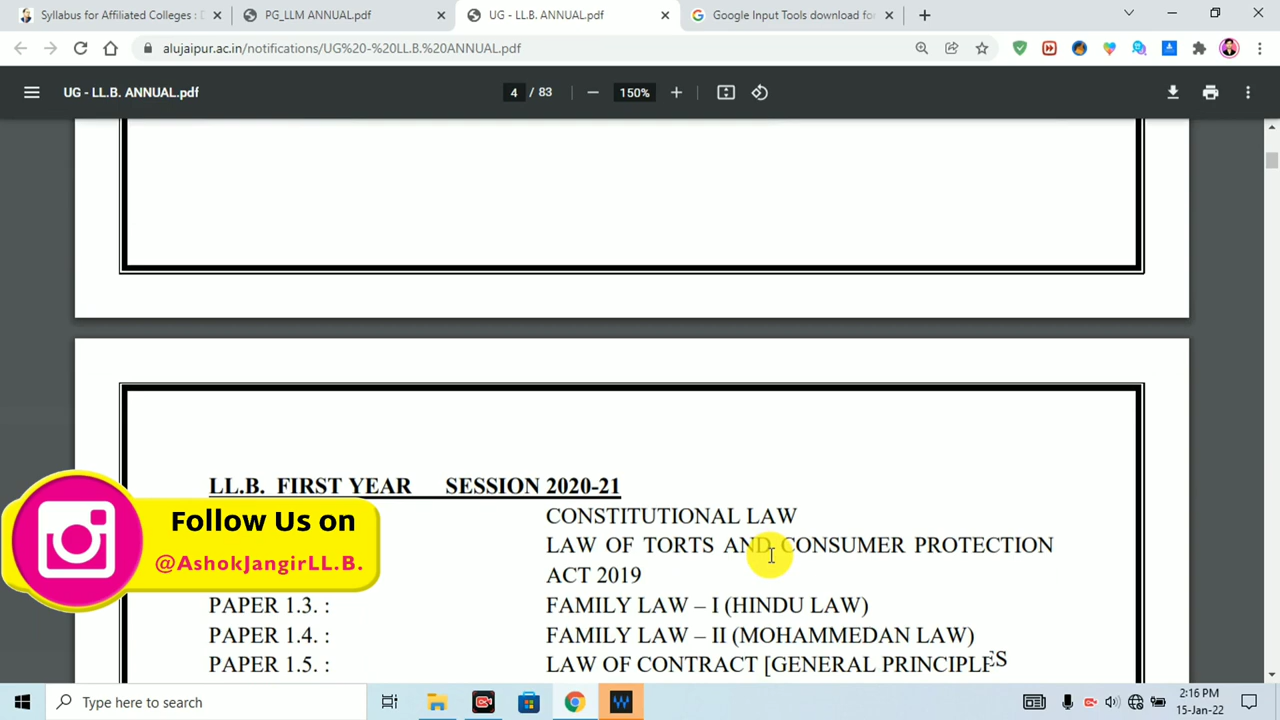 Syllabus for Affiliated Colleges : D
PG_LLM ANNUAL.pdf
UG - LL.B. ANNUAL.pdf
Google Input Tools download for
alujaipur.ac.in/notifications/UG%20-%20LL.B.%20ANNUAL.pdf
UG - LL.B. ANNUAL.pdf
4 / 83
150%
LL.B. FIRST YEAR SESSION 2020-21
CONSTITUTIONAL LAW
LAW OF TORTS AND CONSUMER PROTECTION
ACT 2019
PAPER 1.3. : FAMILY LAW – I (HINDU LAW)
PAPER 1.4. : FAMILY LAW – II (MOHAMMEDAN LAW)
PAPER 1.5. : LAW OF CONTRACT [GENERAL PRINCIPLES
Follow Us on
@AshokJangirLL.B.
Type here to search
2:16 PM
15-Jan-22